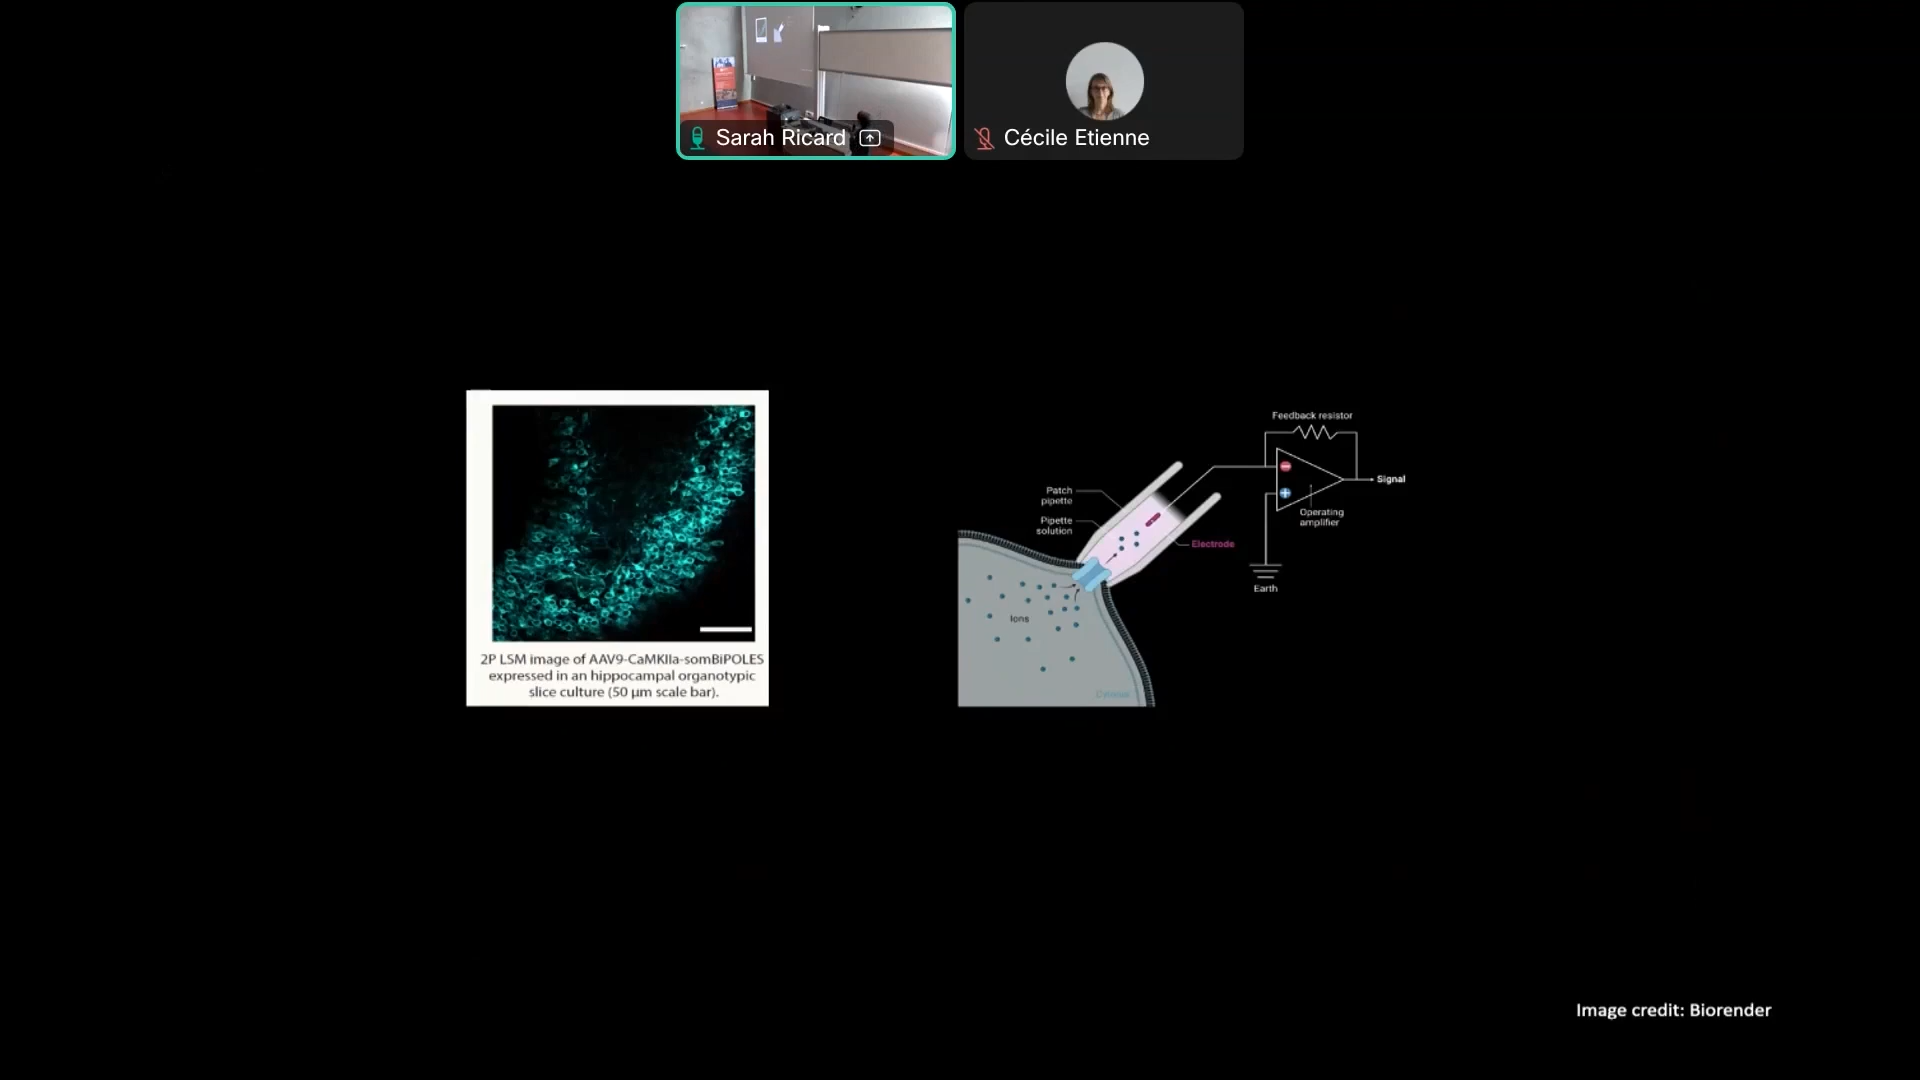 Sarah Ricard
Cécile Etienne
2P LSM image of AAV9-CaMKIIa-somBiPOLES
expressed in an hippocampal organotypic
slice culture (50 µm scale bar).
Feedback resistor
Signal
Operating
amplifier
Earth
Patch
pipette
Pipette
solution
Electrode
Ions
Cytosol
Image credit: Biorender